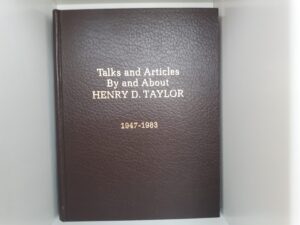 Talks and Articles
By and About
HENRY D. TAYLOR
1947-1983